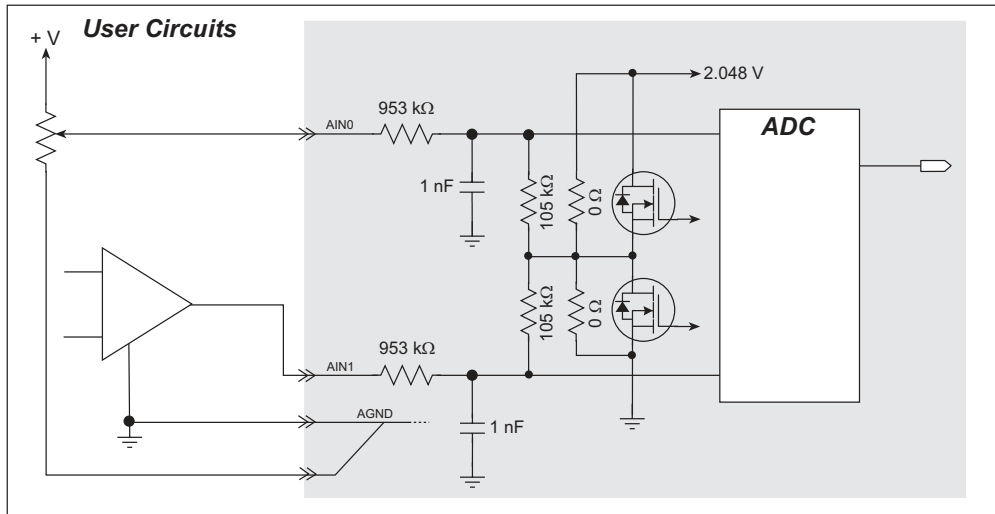 User Circuits
+ V
2.048 V
953 kΩ
AIN0
ADC
1 nF
105 kΩ
0 Ω
105 kΩ
0 Ω
953 kΩ
AIN1
AGND
1 nF